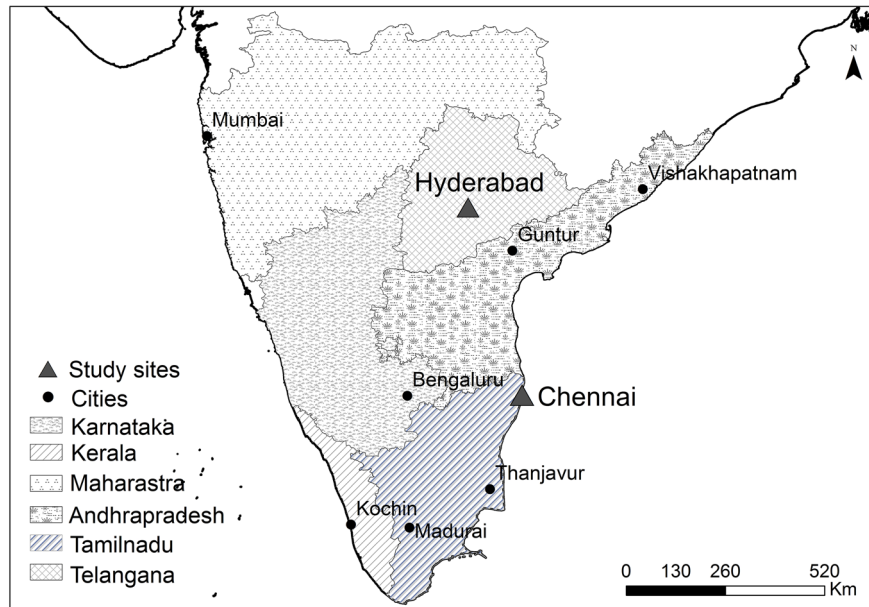 N
Mumbai
Vishakhapatnam
Hyderabad
Guntur
Study sites
Cities
Karnataka
Kerala
Maharastra
Andhrapradesh
Tamilnadu
Telangana
Bengaluru
Chennai
Thanjavur
Kochin
Madurai
0 130 260 520
Km